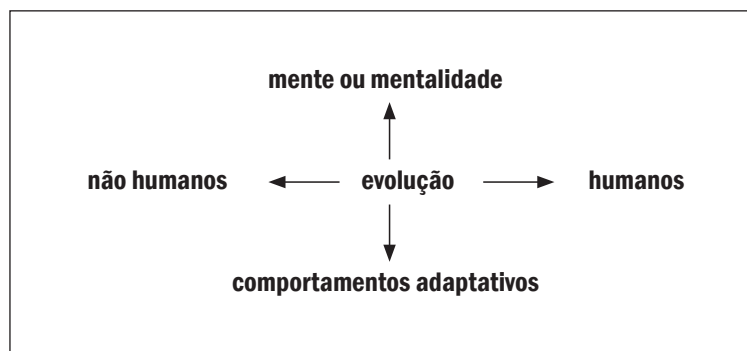 mente ou mentalidade
não humanos evolução humanos
comportamentos adaptativos